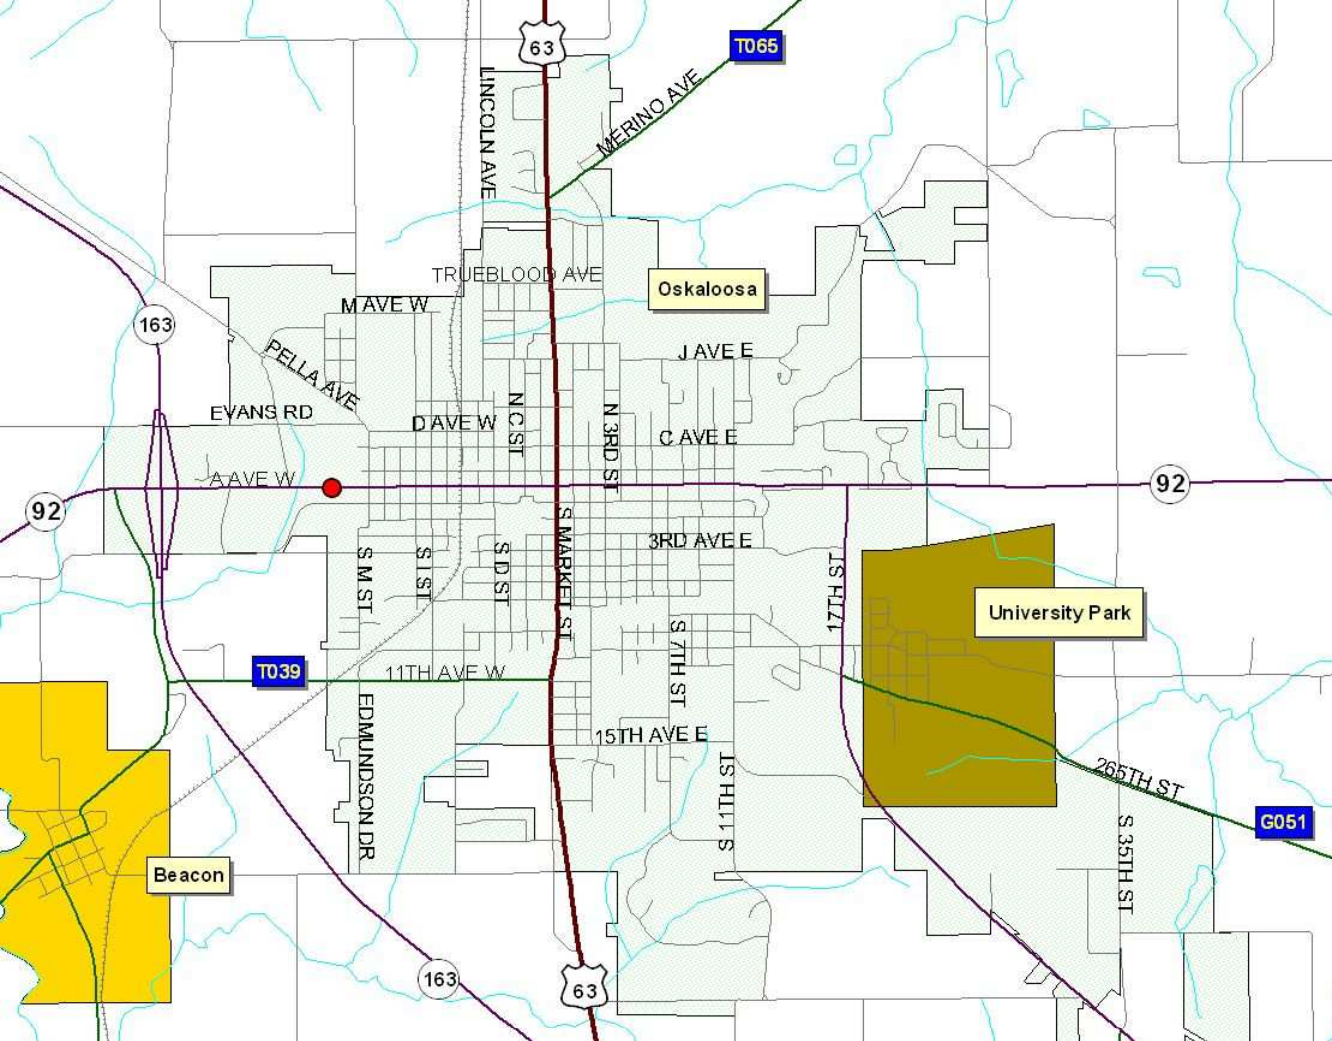 63
T065
LINCOLN AVE
MERINO AVE
TRUEBLOOD AVE
Oskaloosa
M AVE W
163
PELLA AVE
J AVE E
EVANS RD
D AVE W
N C ST
N 3RD ST
C AVE E
A AVE W
92
92
S M ST
S I ST
S D ST
S MARKET ST
3RD AVE E
17TH ST
University Park
T039
11TH AVE W
S 7TH ST
EDMUNDSON DR
15TH AVE E
S 11TH ST
265TH ST
G051
S 35TH ST
Beacon
163
63